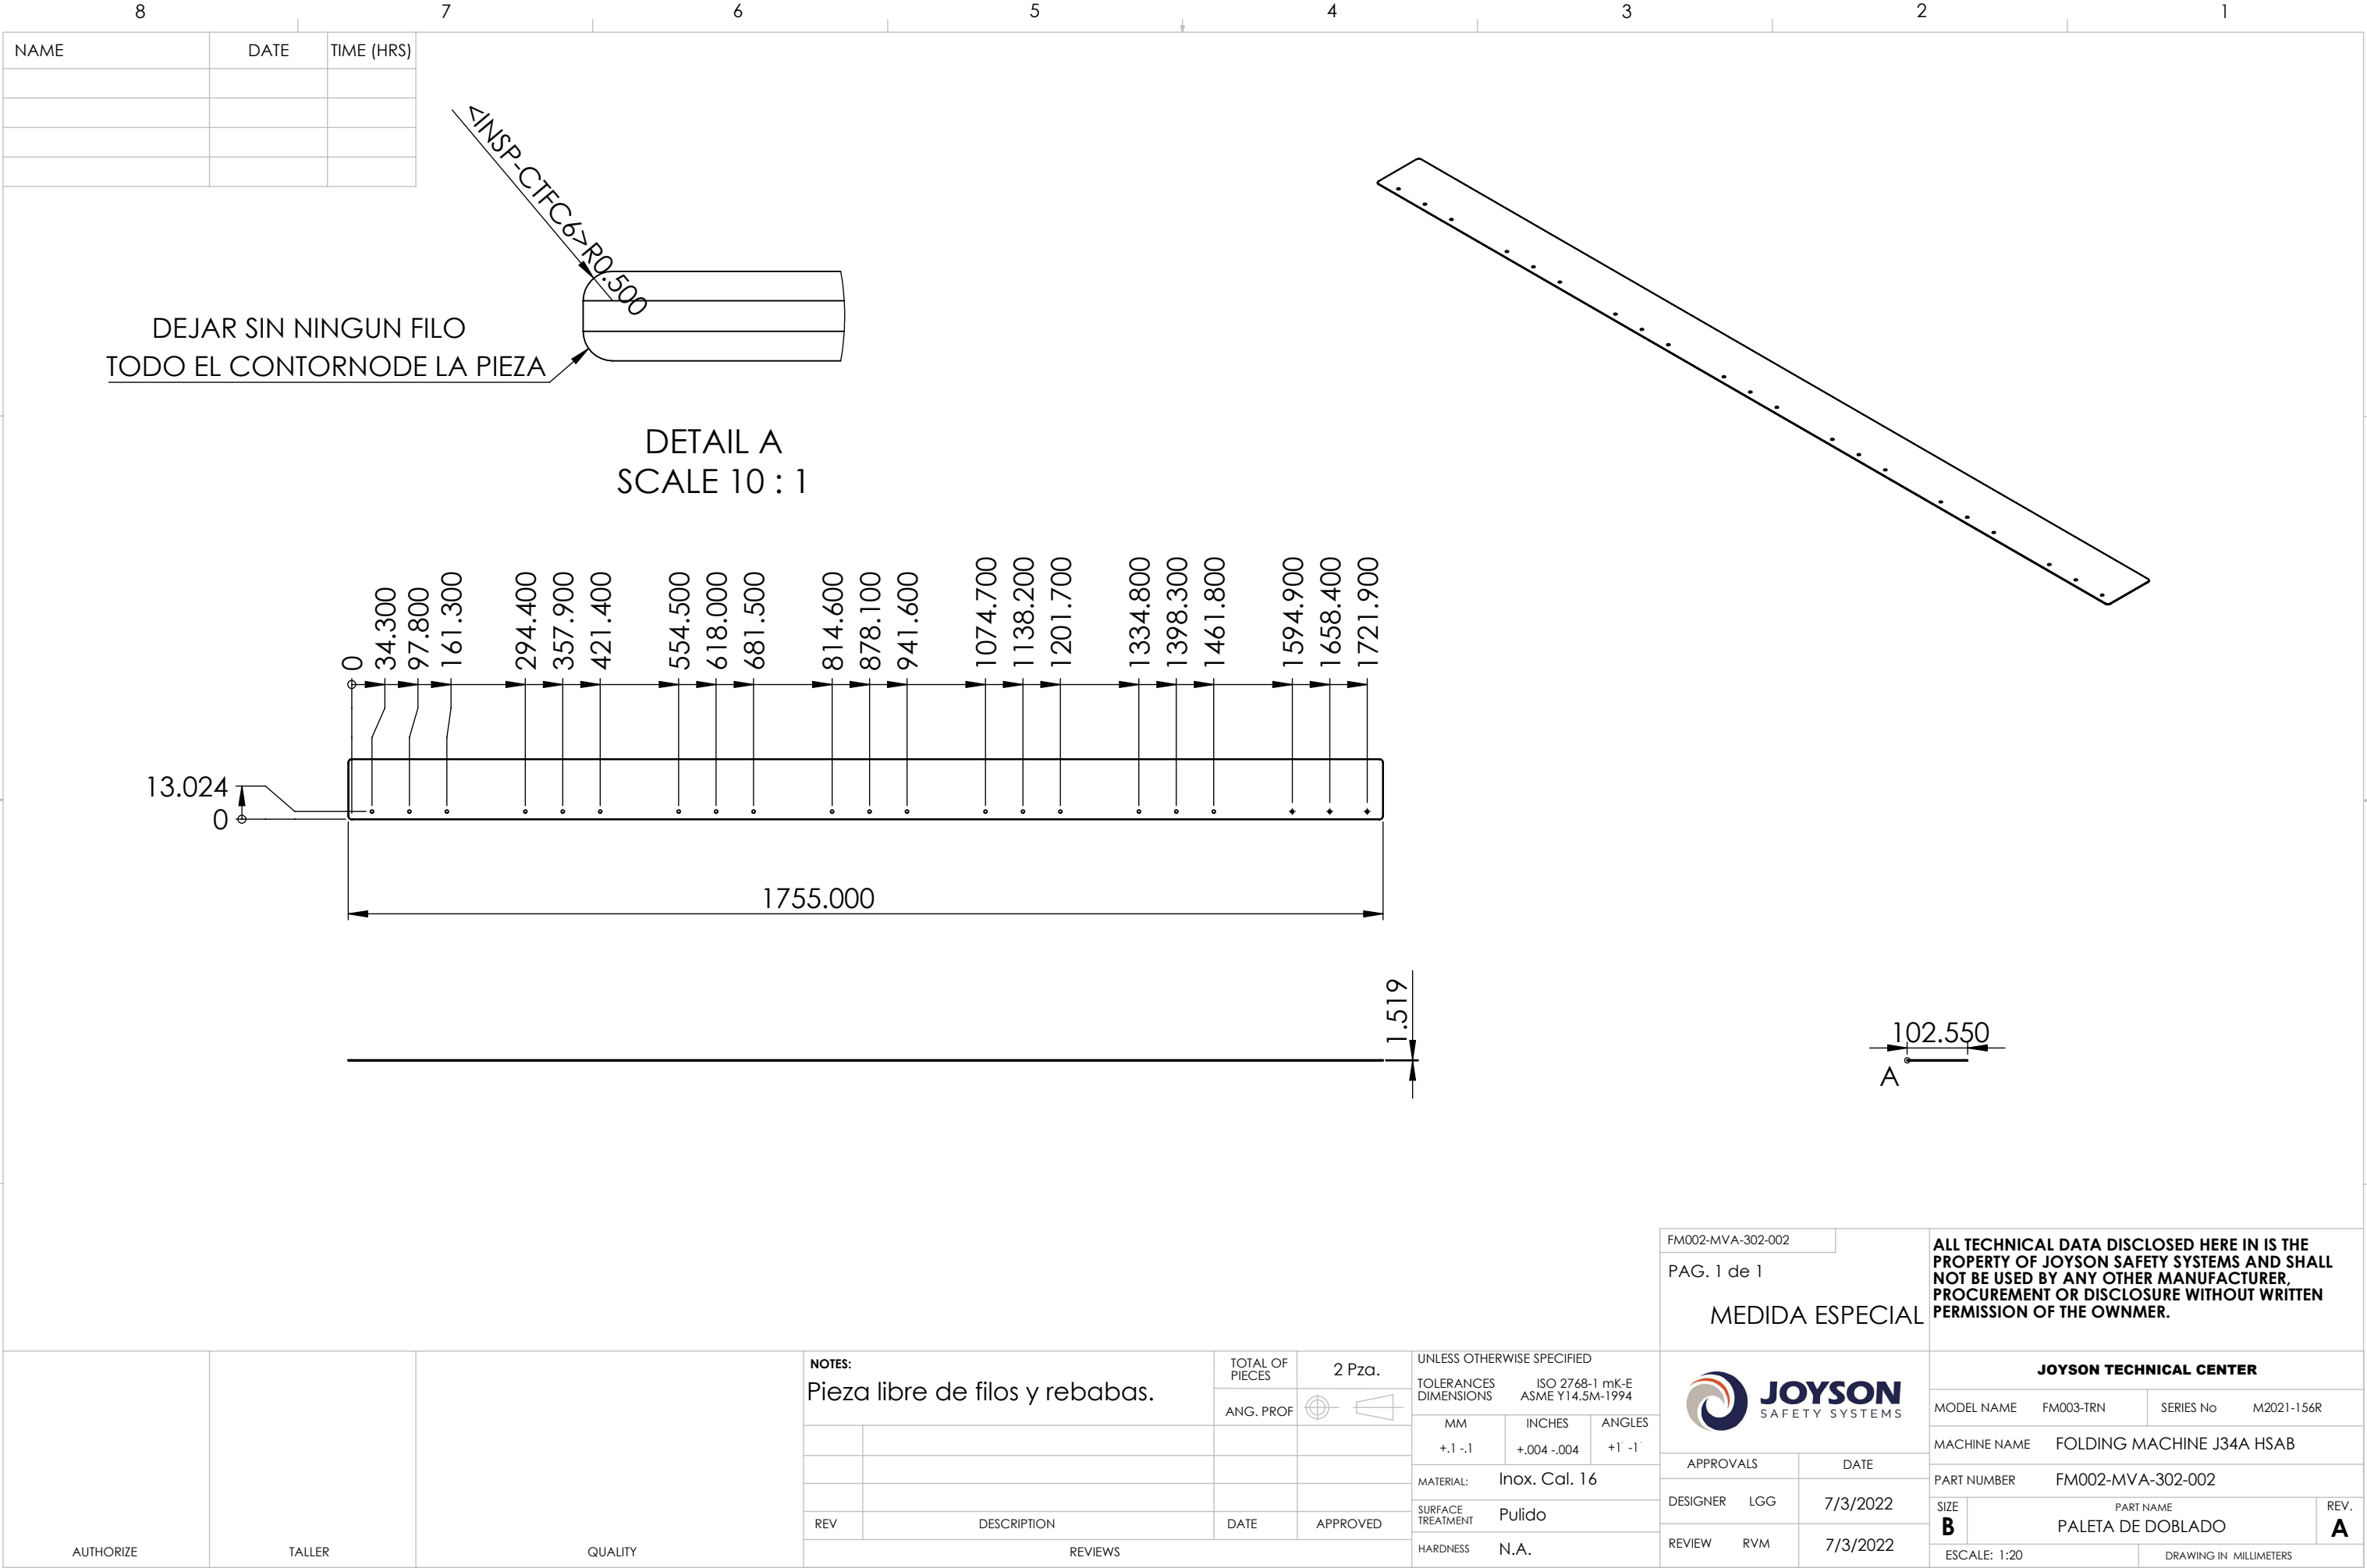 8 7 6 5 4 3 2 1
NAME DATE TIME (HRS)
<INSP-CTFC6>R0.500
DEJAR SIN NINGUN FILO
TODO EL CONTORNODE LA PIEZA
DETAIL A
SCALE 10 : 1
0 34.300 97.800 161.300 294.400 357.900 421.400 554.500 618.000 681.500 814.600 878.100 941.600 1074.700 1138.200 1201.700 1334.800 1398.300 1461.800 1594.900 1658.400 1721.900
13.024
0
1755.000
1.519
102.550
A
FM002-MVA-302-002
PAG. 1 de 1
MEDIDA ESPECIAL
ALL TECHNICAL DATA DISCLOSED HERE IN IS THE
PROPERTY OF JOYSON SAFETY SYSTEMS AND SHALL
NOT BE USED BY ANY OTHER MANUFACTURER,
PROCUREMENT OR DISCLOSURE WITHOUT WRITTEN
PERMISSION OF THE OWNMER.
AUTHORIZE TALLER QUALITY
NOTES:
Pieza libre de filos y rebabas.
TOTAL OF
PIECES
2 Pza.
ANG. PROF
REV DESCRIPTION DATE APPROVED
REVIEWS
UNLESS OTHERWISE SPECIFIED
TOLERANCES ISO 2768-1 mK-E
DIMENSIONS ASME Y14.5M-1994
MM INCHES ANGLES
+.1 -.1 +.004 -.004 +1° -1°
MATERIAL: Inox. Cal. 16
SURFACE
TREATMENT
Pulido
HARDNESS N.A.
JOYSON
SAFETY SYSTEMS
APPROVALS DATE
DESIGNER LGG 7/3/2022
REVIEW RVM 7/3/2022
JOYSON TECHNICAL CENTER
MODEL NAME FM003-TRN SERIES No M2021-156R
MACHINE NAME FOLDING MACHINE J34A HSAB
PART NUMBER FM002-MVA-302-002
SIZE PART NAME REV.
B PALETA DE DOBLADO A
ESCALE: 1:20 DRAWING IN MILLIMETERS